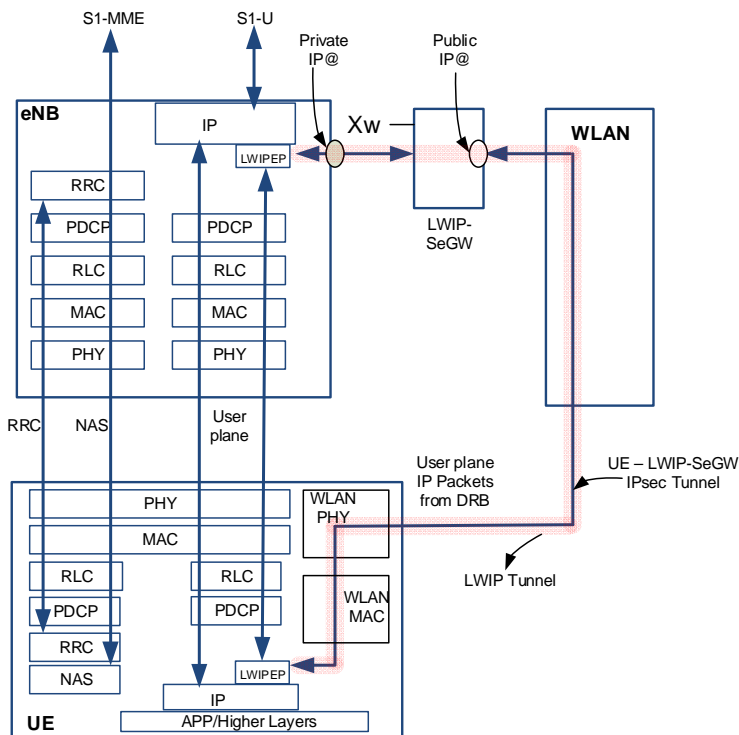 S1-MME
S1-U
Private
IP@
Public
IP@
eNB
IP
Xw
WLAN
LWIPEP
RRC
LWIP-
SeGW
PDCP
PDCP
RLC
RLC
MAC
MAC
PHY
PHY
RRC
NAS
User
plane
User plane
IP Packets
from DRB
UE – LWIP-SeGW
IPsec Tunnel
LWIP Tunnel
PHY
WLAN
PHY
MAC
RLC
RLC
WLAN
MAC
PDCP
PDCP
RRC
NAS
LWIPEP
IP
APP/Higher Layers
UE